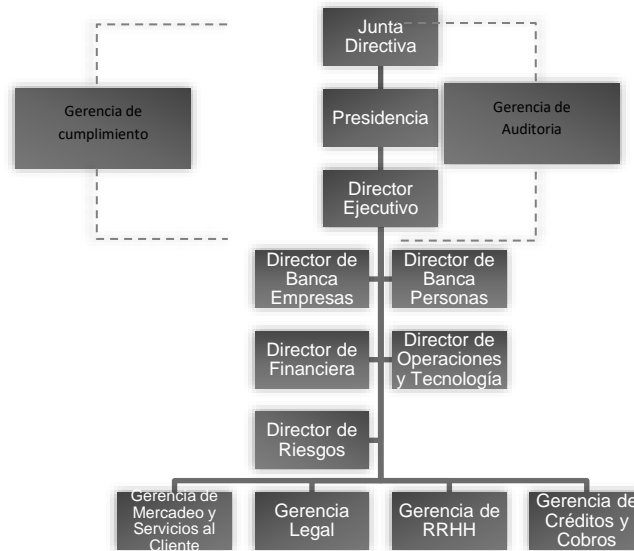 Junta
Directiva
Gerencia de
cumplimiento
Presidencia
Gerencia de
Auditoria
Director
Ejecutivo
Director de
Banca
Empresas
Director de
Banca
Personas
Director de
Financiera
Director de
Operaciones
y Tecnología
Director de
Riesgos
Gerencia de
Mercadeo y
Servicios al
Cliente
Gerencia
Legal
Gerencia de
RRHH
Gerencia de
Créditos y
Cobros